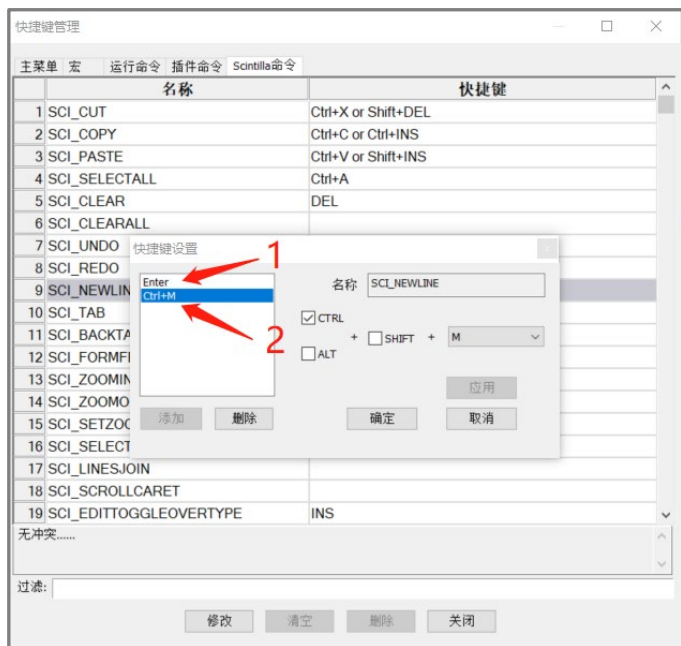 快捷键管理
主菜单 宏 运行命令 插件命令 Scintilla命令
名称 快捷键
1 SCI_CUT Ctrl+X or Shift+DEL
2 SCI_COPY Ctrl+C or Ctrl+INS
3 SCI_PASTE Ctrl+V or Shift+INS
4 SCI_SELECTALL Ctrl+A
5 SCI_CLEAR DEL
6 SCI_CLEARALL
7 SCI_UNDO
8 SCI_REDO
9 SCI_NEWLIN
10 SCI_TAB
11 SCI_BACKTA
12 SCI_FORMF
13 SCI_ZOOMIN
14 SCI_ZOOMO
15 SCI_SETZOO
16 SCI_SELECT
17 SCI_LINESJOIN
18 SCI_SCROLLCARET
19 SCI_EDITTOGGLEOVERTYPE INS
快捷键设置
1
Enter
Ctrl+M
2
名称 SCI_NEWLINE
CTRL
+ SHIFT + M
ALT
应用
添加 删除 确定 取消
无冲突......
过滤:
修改 清空 删除 关闭